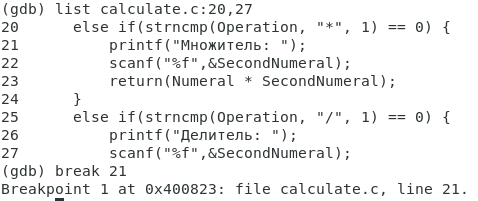 (gdb) list calculate.c:20,27
20      else if(strncmp(Operation, "*", 1) == 0) {
21          printf("Множитель: ");
22          scanf("%f",&SecondNumeral);
23          return(Numeral * SecondNumeral);
24      }
25      else if(strncmp(Operation, "/", 1) == 0) {
26          printf("Делитель: ");
27          scanf("%f",&SecondNumeral);
(gdb) break 21
Breakpoint 1 at 0x400823: file calculate.c, line 21.